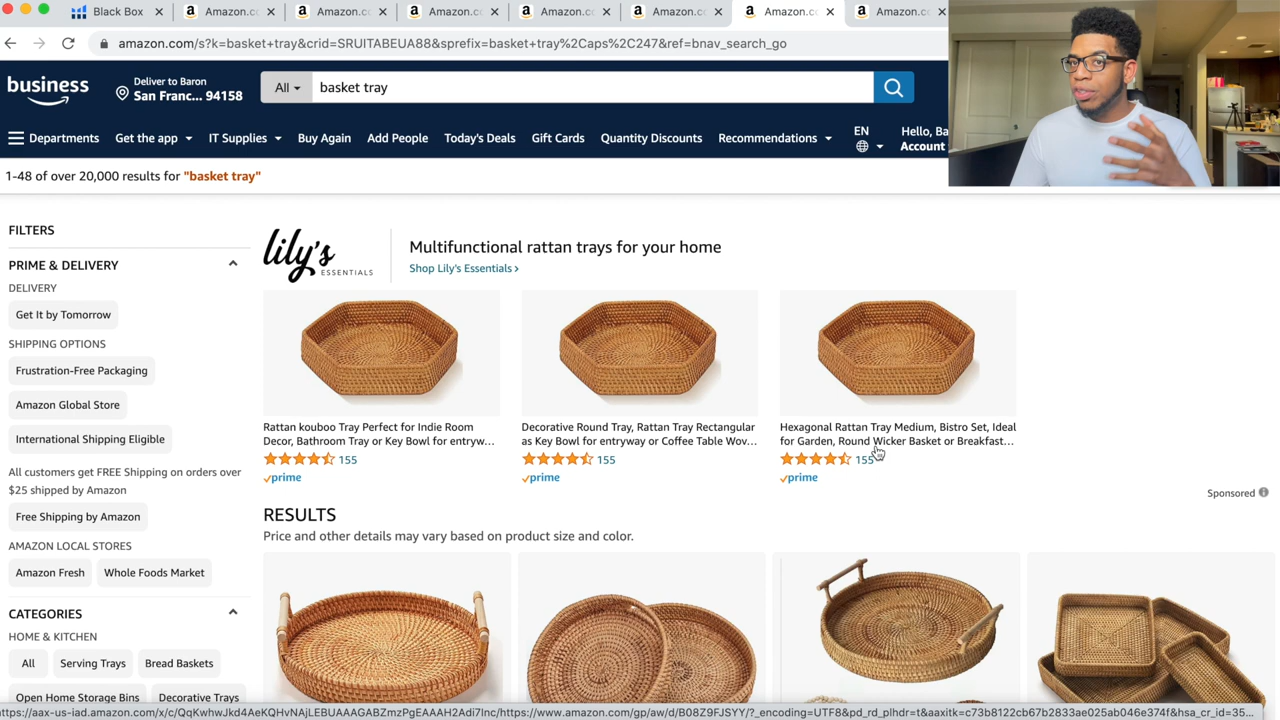 Black Box
Amazon.co
Amazon.co
Amazon.co
Amazon.co
Amazon.co
Amazon.co
Amazon.co
amazon.com/s?k=basket+tray&crid=SRUITABEUA88&sprefix=basket+tray%2Caps%2C247&ref=bnav_search_go
business
Deliver to Baron
San Franc... 94158
All
basket tray
EN
Hello, Ba
Account
Departments
Get the app
IT Supplies
Buy Again
Add People
Today's Deals
Gift Cards
Quantity Discounts
Recommendations
1-48 of over 20,000 results for "basket tray"
FILTERS
PRIME & DELIVERY
DELIVERY
Get It by Tomorrow
SHIPPING OPTIONS
Frustration-Free Packaging
Amazon Global Store
International Shipping Eligible
All customers get FREE Shipping on orders over
$25 shipped by Amazon
Free Shipping by Amazon
AMAZON LOCAL STORES
Amazon Fresh
Whole Foods Market
CATEGORIES
HOME & KITCHEN
All
Serving Trays
Bread Baskets
Open Home Storage Bins
Decorative Trays
lily's
ESSENTIALS
Multifunctional rattan trays for your home
Shop Lily's Essentials ›
Rattan kouboo Tray Perfect for Indie Room
Decor, Bathroom Tray or Key Bowl for entryw...
155
prime
Decorative Round Tray, Rattan Tray Rectangular
as Key Bowl for entryway or Coffee Table Wov...
155
prime
Hexagonal Rattan Tray Medium, Bistro Set, Ideal
for Garden, Round Wicker Basket or Breakfast...
155
prime
Sponsored
RESULTS
Price and other details may vary based on product size and color.